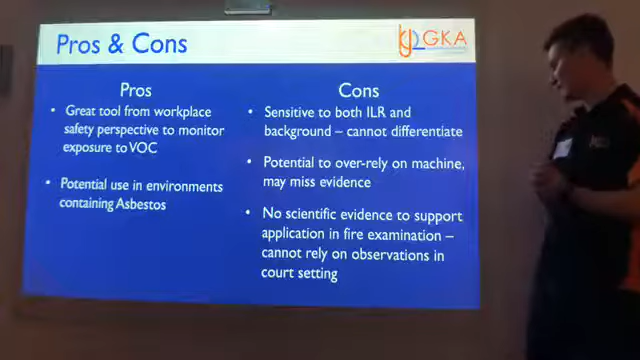 Pros & Cons
GKA
Pros
• Great tool from workplace
safety perspective to monitor
exposure to VOC
• Potential use in environments
containing Asbestos
Cons
• Sensitive to both ILR and
background – cannot differentiate
• Potential to over-rely on machine,
may miss evidence
• No scientific evidence to support
application in fire examination –
cannot rely on observations in
court setting